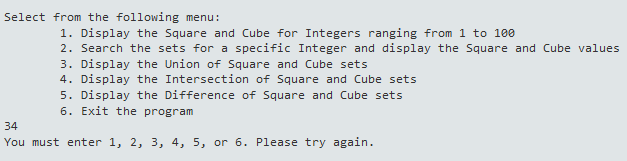 Select from the following menu:
1. Display the Square and Cube for Integers ranging from 1 to 100
2. Search the sets for a specific Integer and display the Square and Cube values
3. Display the Union of Square and Cube sets
4. Display the Intersection of Square and Cube sets
5. Display the Difference of Square and Cube sets
6. Exit the program
34
You must enter 1, 2, 3, 4, 5, or 6. Please try again.